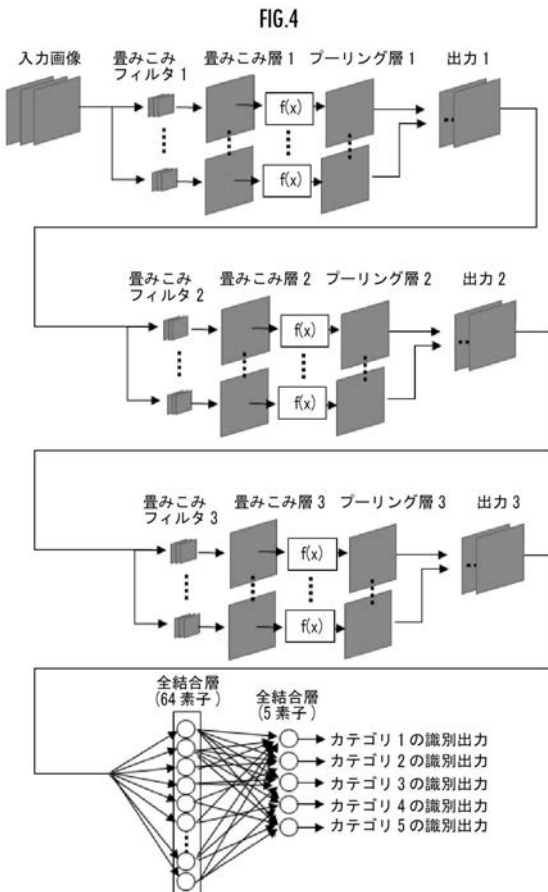 FIG.4
入力画像
畳みこみ
フィルタ1
畳みこみ層1
プーリング層1
出力1
f(x)
f(x)
畳みこみ
フィルタ2
畳みこみ層2
プーリング層2
出力2
f(x)
f(x)
畳みこみ
フィルタ3
畳みこみ層3
プーリング層3
出力3
f(x)
f(x)
全結合層
(64素子)
全結合層
(5素子)
カテゴリ1の識別出力
カテゴリ2の識別出力
カテゴリ3の識別出力
カテゴリ4の識別出力
カテゴリ5の識別出力